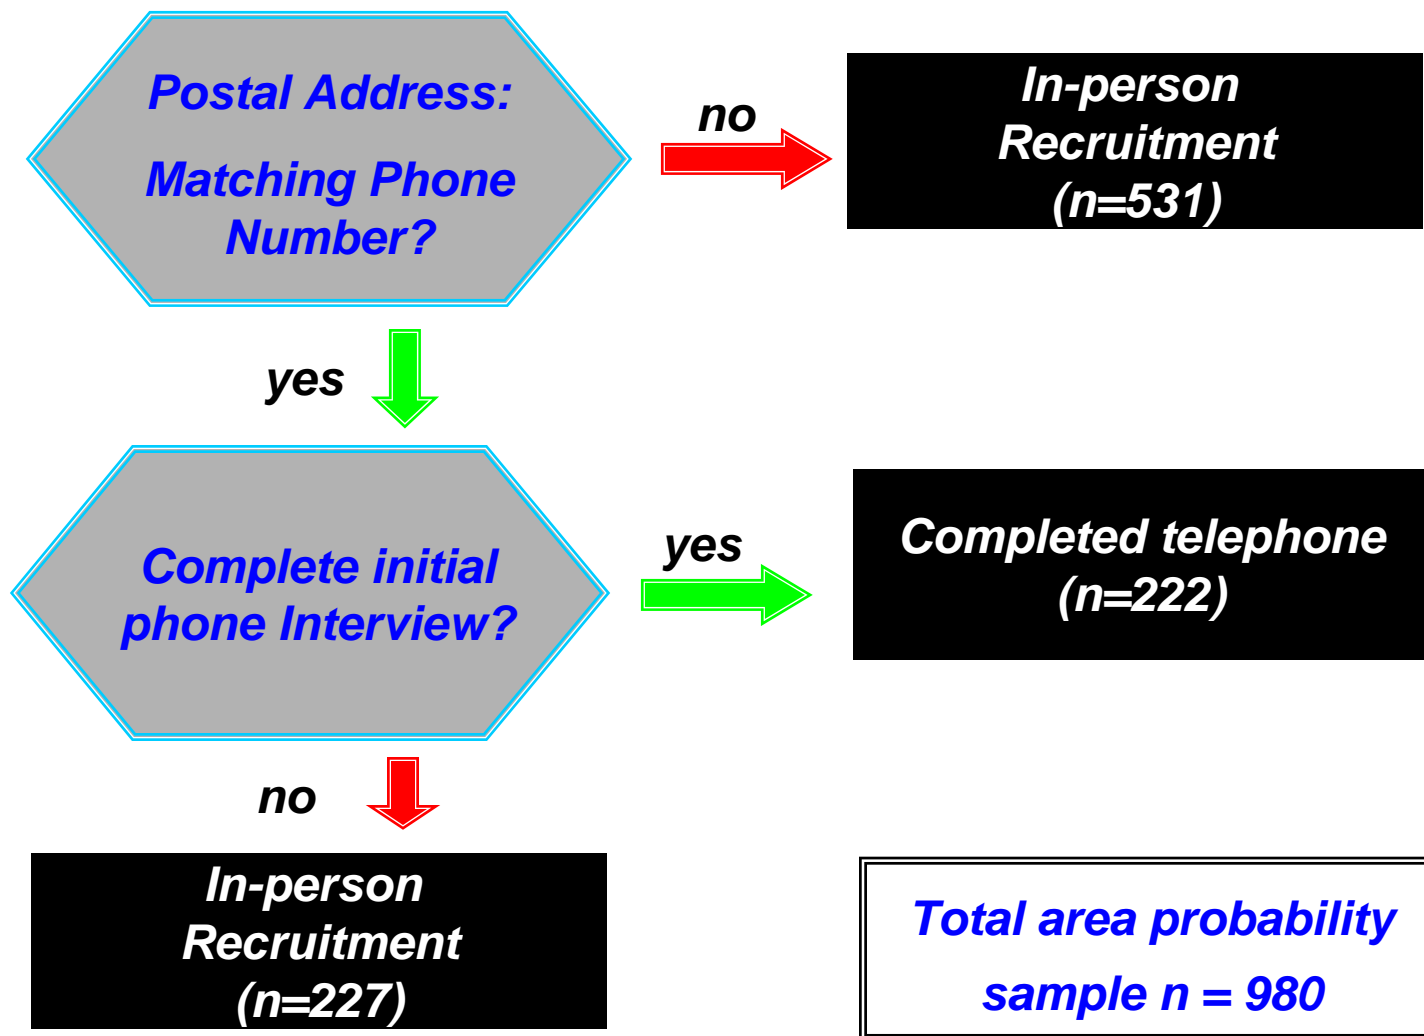 Postal Address:
Matching Phone
Number?
no
In-person
Recruitment
(n=531)
yes
Complete initial
phone Interview?
yes
Completed telephone
(n=222)
no
In-person
Recruitment
(n=227)
Total area probability
sample n = 980